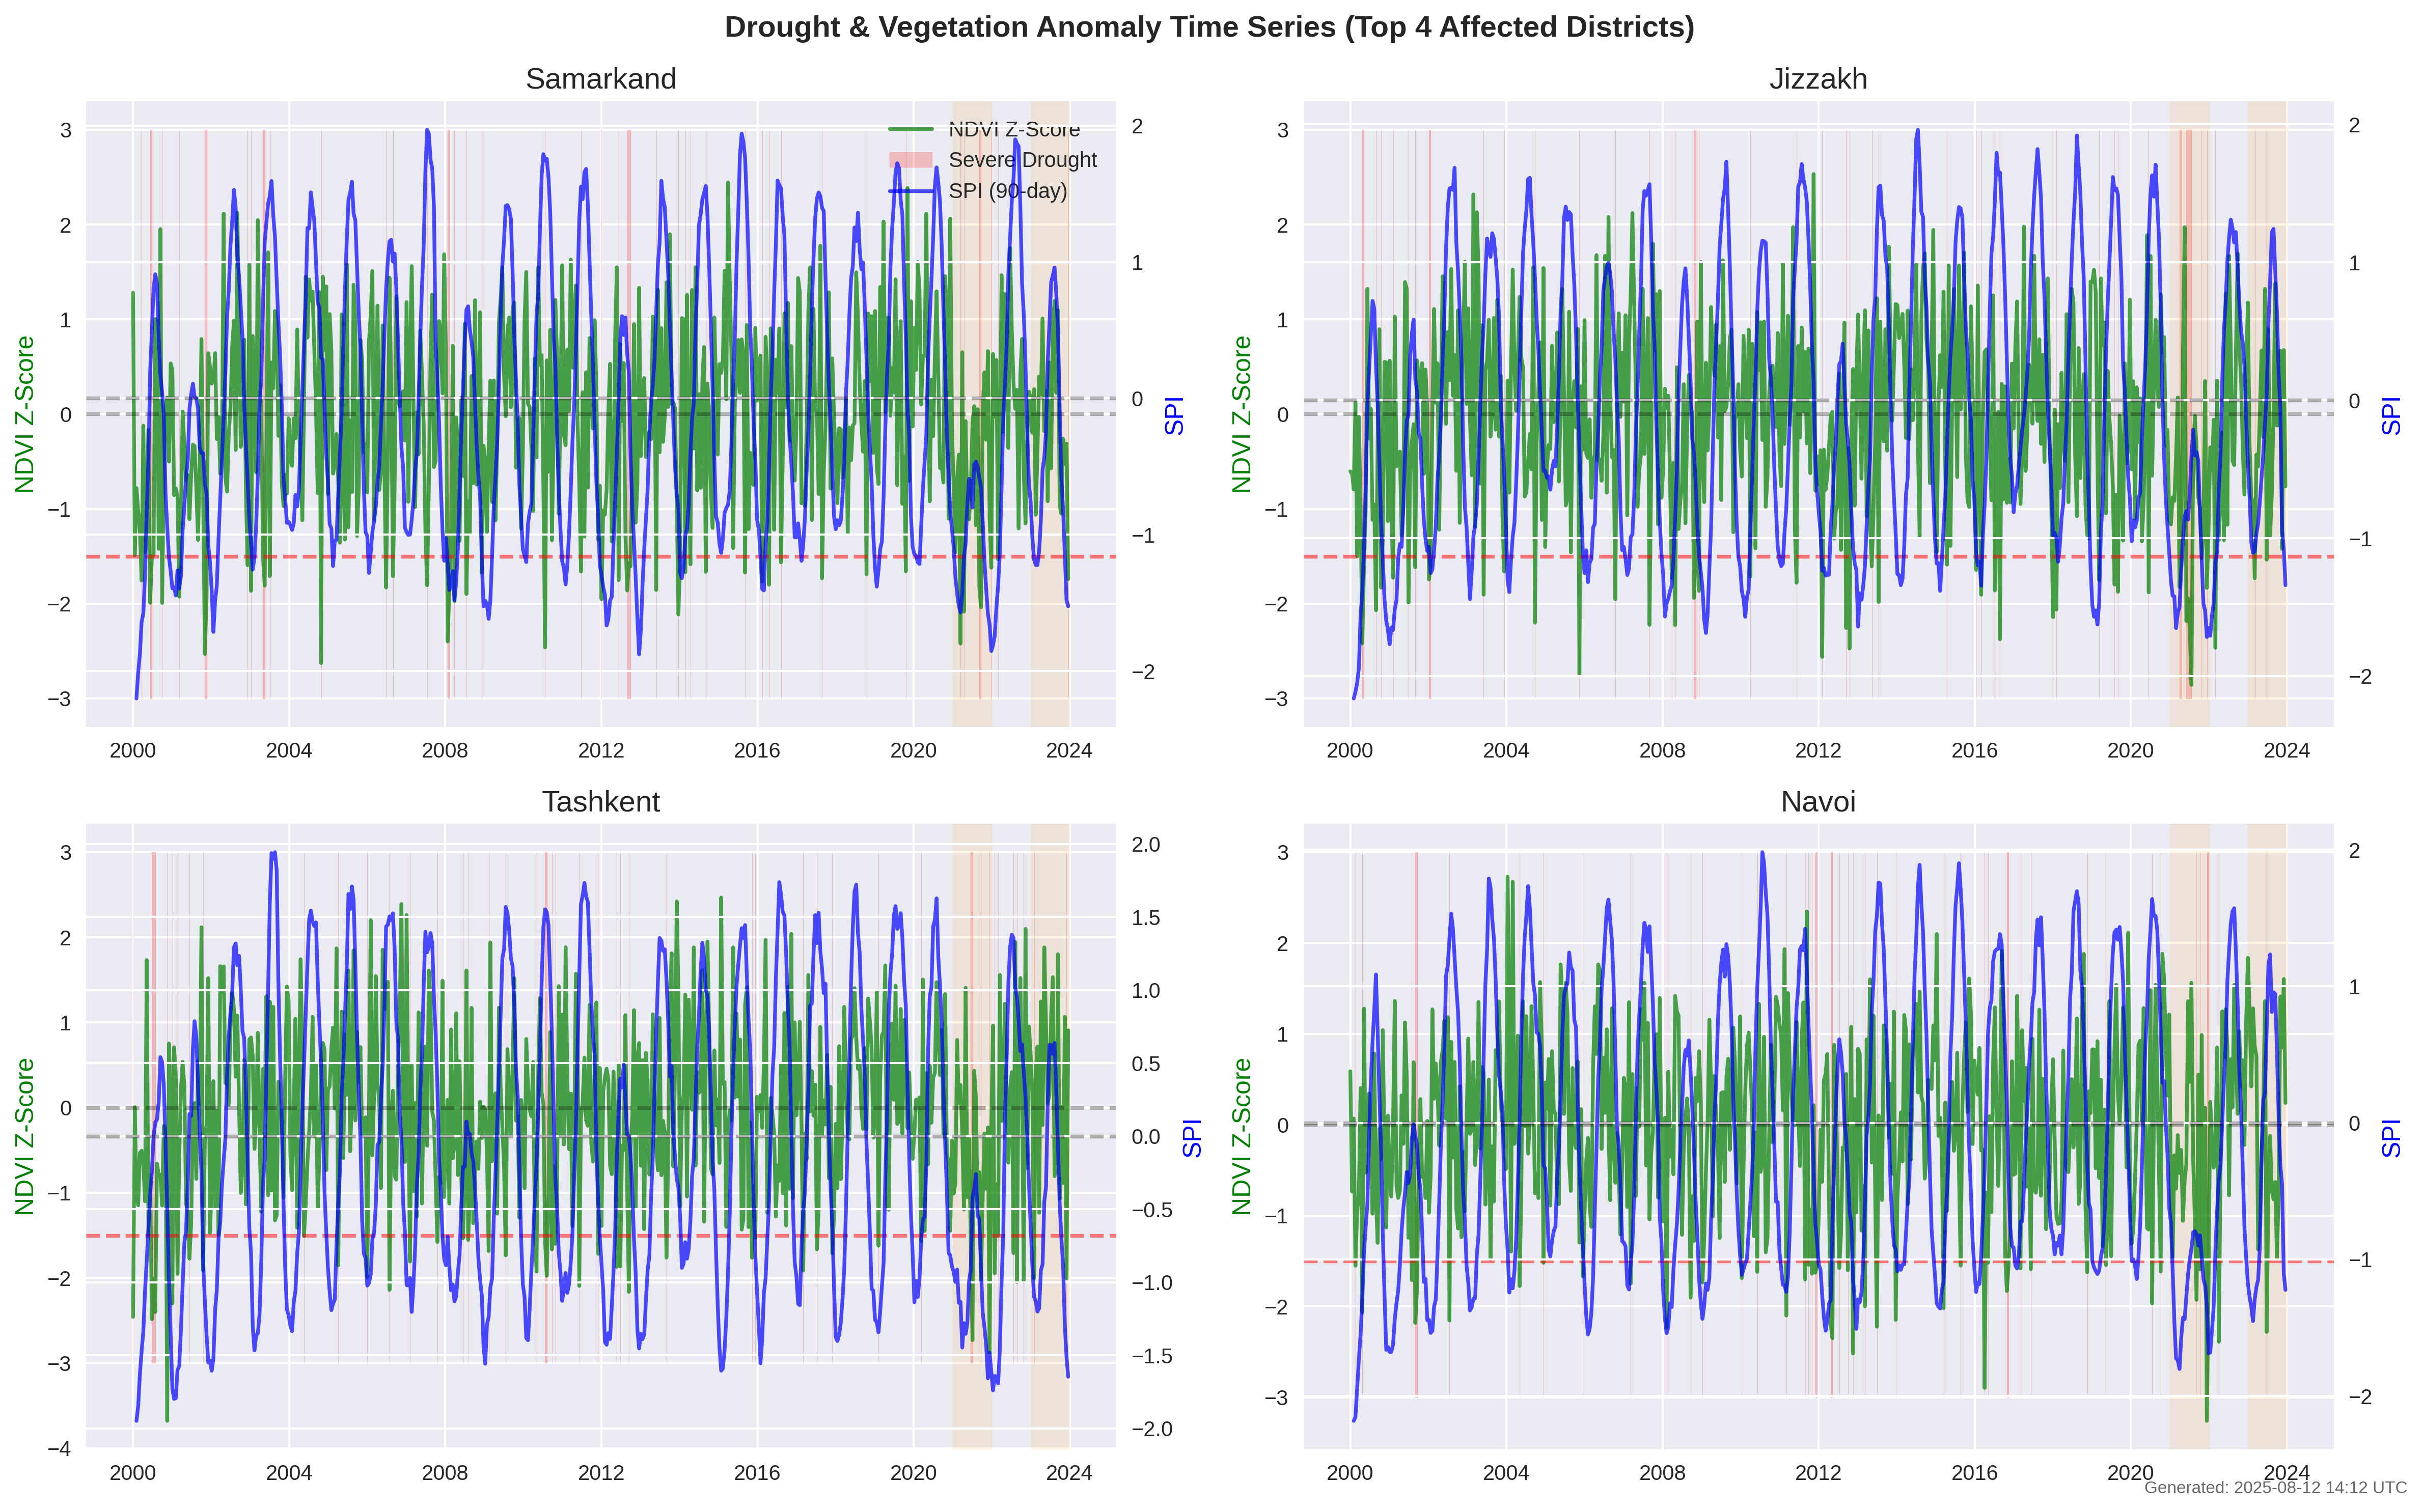 Drought & Vegetation Anomaly Time Series (Top 4 Affected Districts)
Samarkand
NDVI Z-Score
3
2
1
0
−1
−2
−3
NDVI Z-Score
Severe Drought
SPI (90-day)
2
1
0
−1
−2
SPI
2000 2004 2008 2012 2016 2020 2024
Jizzakh
NDVI Z-Score
3
2
1
0
−1
−2
−3
2
1
0
−1
−2
SPI
2000 2004 2008 2012 2016 2020 2024
Tashkent
NDVI Z-Score
3
2
1
0
−1
−2
−3
−4
2.0
1.5
1.0
0.5
0.0
−0.5
−1.0
−1.5
−2.0
SPI
2000 2004 2008 2012 2016 2020 2024
Navoi
NDVI Z-Score
3
2
1
0
−1
−2
−3
2
1
0
−1
−2
SPI
2000 2004 2008 2012 2016 2020 2024
Generated: 2025-08-12 14:12 UTC